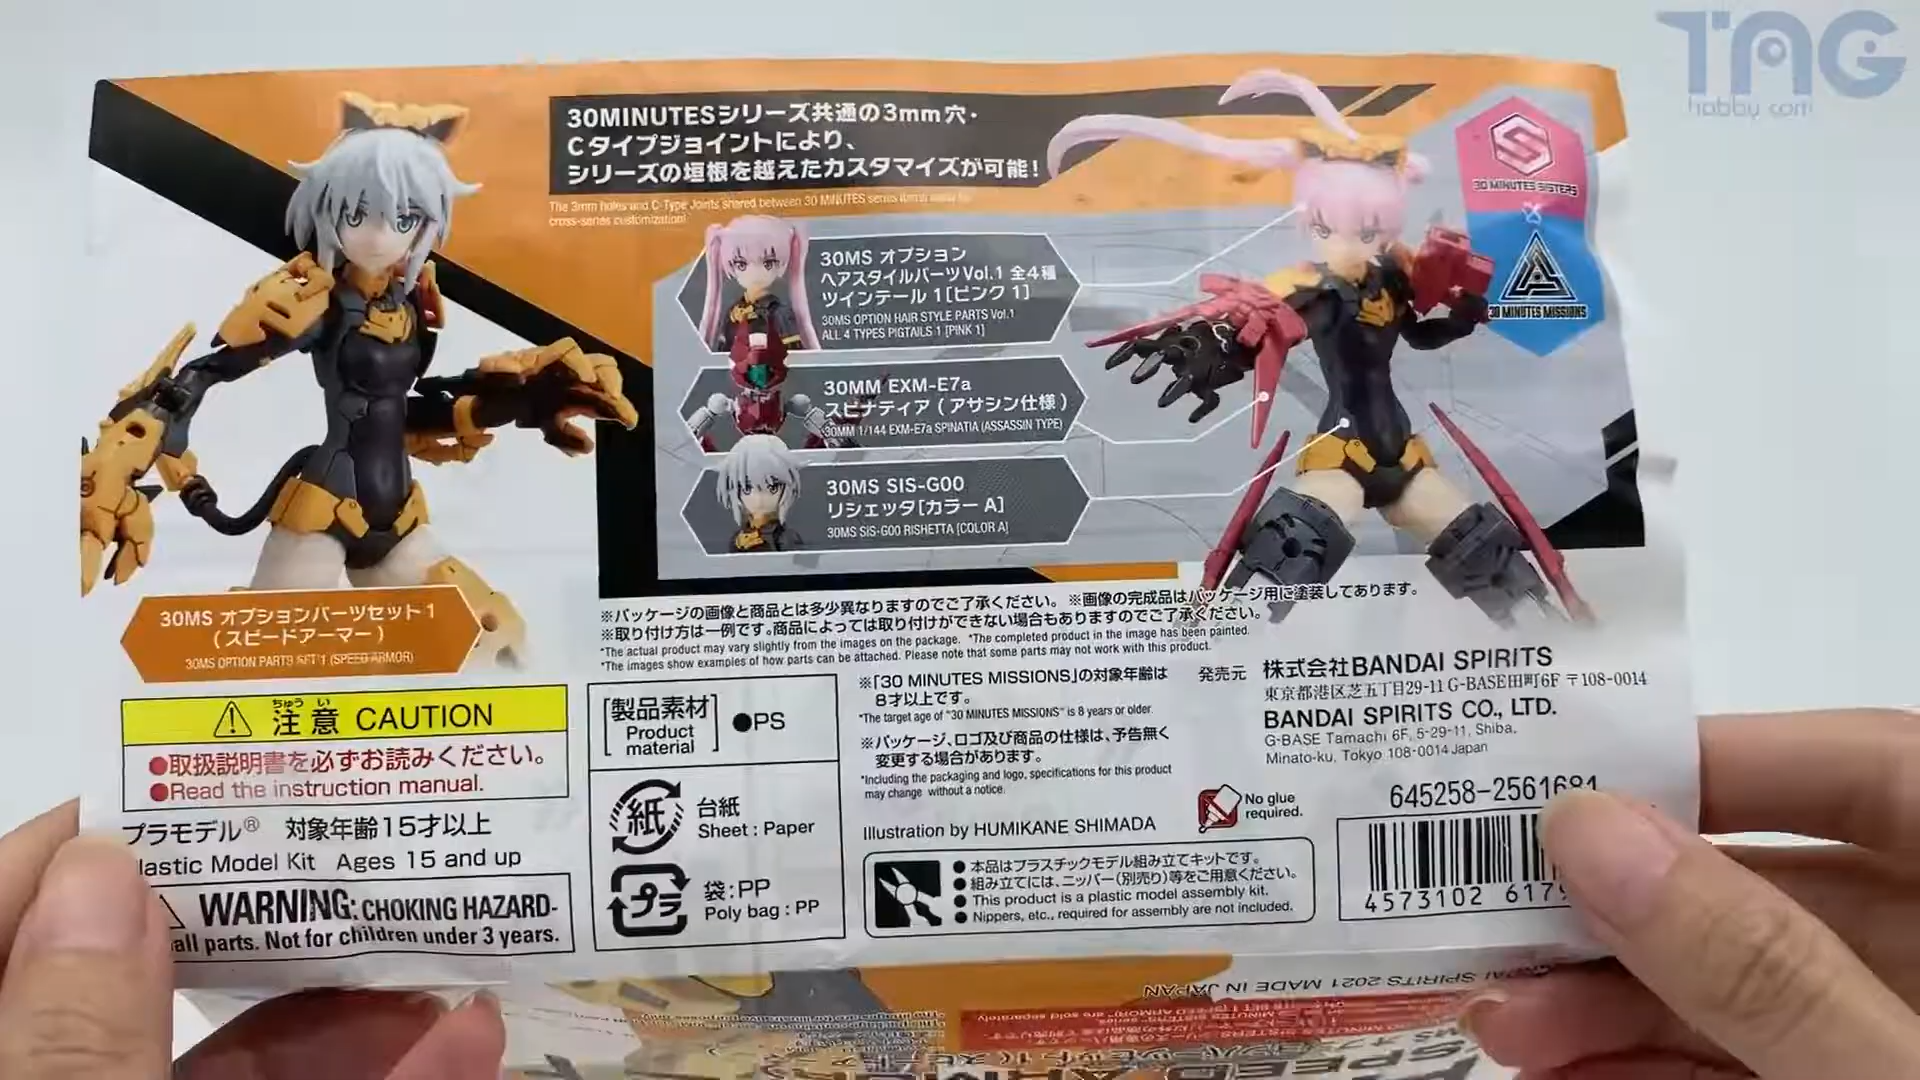 TAG
hobby.com
30MINUTESシリーズ共通の3mm穴・
Cタイプジョイントにより、
シリーズの垣根を越えたカスタマイズが可能!
The 3mm holes and C-Type Joints shared between 30 MINUTES series items
cross-series customization!
30 MINUTES SISTERS
×
30 MINUTES MISSIONS
30MS オプション
ヘアスタイルパーツVol.1 全4種
ツインテール 1[ピンク 1]
30MS OPTION HAIR STYLE PARTS Vol.1
ALL 4 TYPES PIGTAILS 1 [PINK 1]
30MM EXM-E7a
スピナティア(アサシン仕様)
30MM 1/144 EXM-E7a SPINATIA (ASSASSIN TYPE)
30MS SIS-G00
リシェッタ[カラー A]
30MS SIS-G00 RISHETTA [COLOR A]
30MS オプションパーツセット1
(スピードアーマー)
30MS OPTION PARTS SET 1 (SPEED ARMOR)
※パッケージの画像と商品とは多少異なりますのでご了承ください。※画像の完成品はパッケージ用に塗装してあります。
※取り付け方は一例です。商品によっては取り付けができない場合もありますのでご了承ください。
*The actual product may vary slightly from the images on the package. *The completed product in the image has been painted.
*The images show examples of how parts can be attached. Please note that some parts may not work with this product.
ちゅう い
注意 CAUTION
●取扱説明書を必ずお読みください。
●Read the instruction manual.
プラモデル® 対象年齢15才以上
lastic Model Kit Ages 15 and up
WARNING: CHOKING HAZARD-
all parts. Not for children under 3 years.
[製品素材 Product material] ●PS
紙
台紙
Sheet : Paper
プラ
袋:PP
Poly bag : PP
※「30 MINUTES MISSIONS」の対象年齢は
8才以上です。
*The target age of "30 MINUTES MISSIONS" is 8 years or older.
※パッケージ、ロゴ及び商品の仕様は、予告無く
変更する場合があります。
*Including the packaging and logo, specifications for this product
may change without a notice.
Illustration by HUMIKANE SHIMADA
●本品はプラスチックモデル組み立てキットです。
●組み立てには、ニッパー(別売り)等をご用意ください。
●This product is a plastic model assembly kit.
●Nippers, etc., required for assembly are not included.
発売元 株式会社BANDAI SPIRITS
東京都港区芝五丁目29-11 G-BASE田町6F 〒108-0014
BANDAI SPIRITS CO., LTD.
G-BASE Tamachi 6F, 5-29-11, Shiba,
Minato-ku, Tokyo 108-0014 Japan
No glue
required.
645258-2561684
4573102 617
SPIRITS 2021 MADE IN JAPAN